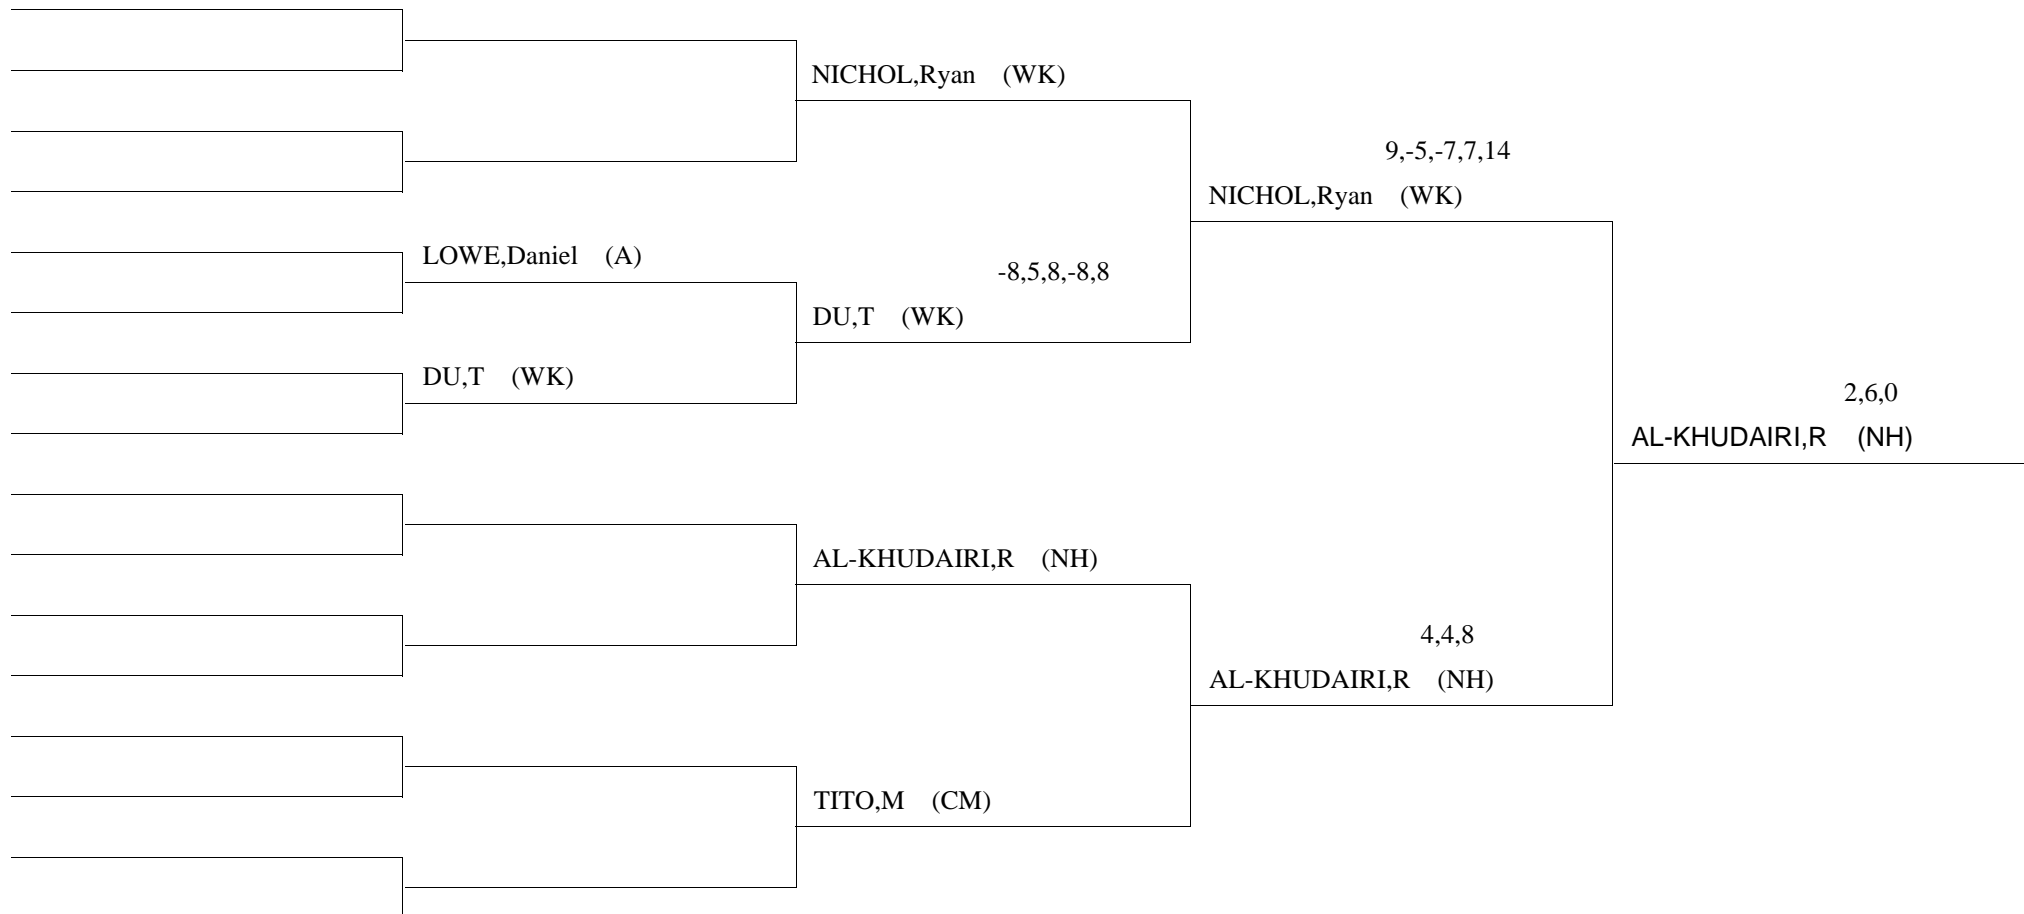 NICHOL,Ryan (WK)
9,-5,-7,7,14
NICHOL,Ryan (WK)
LOWE,Daniel (A)
-8,5,8,-8,8
DU,T (WK)
DU,T (WK)
2,6,0
AL-KHUDAIRI,R (NH)
AL-KHUDAIRI,R (NH)
4,4,8
AL-KHUDAIRI,R (NH)
TITO,M (CM)